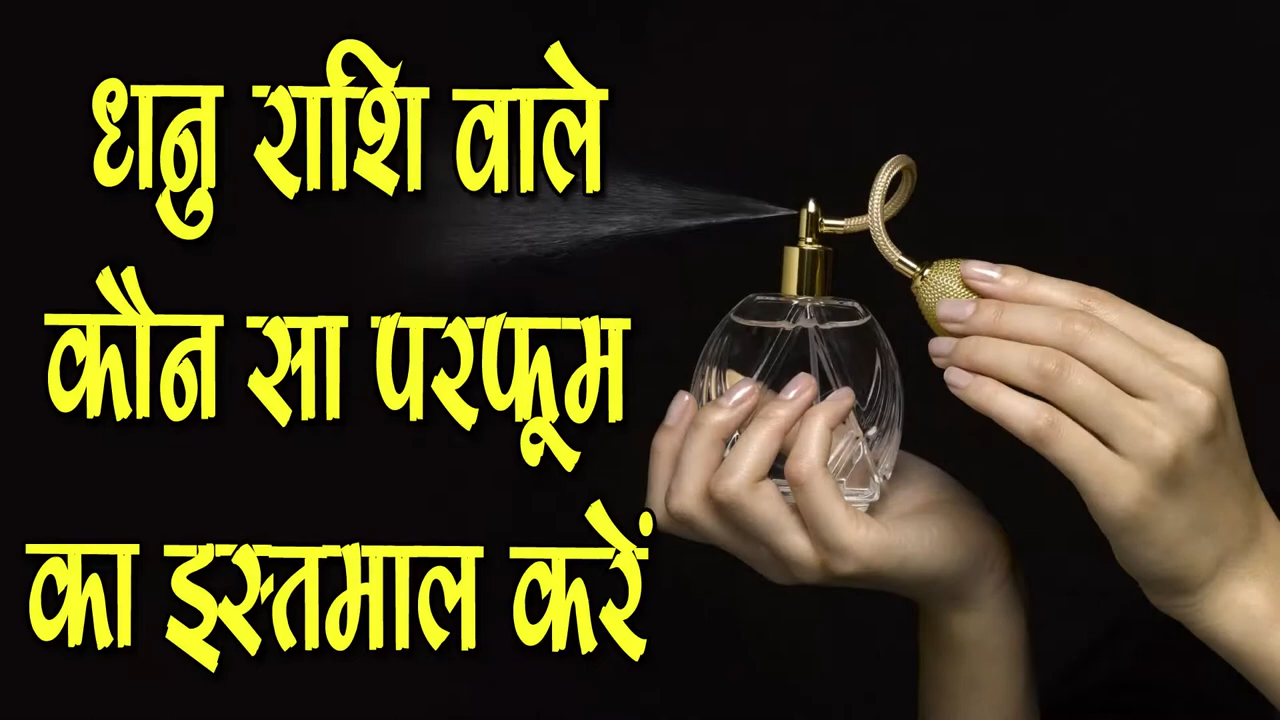 धनु राशि वाले
कौन सा परफूम
का इस्तमाल करें